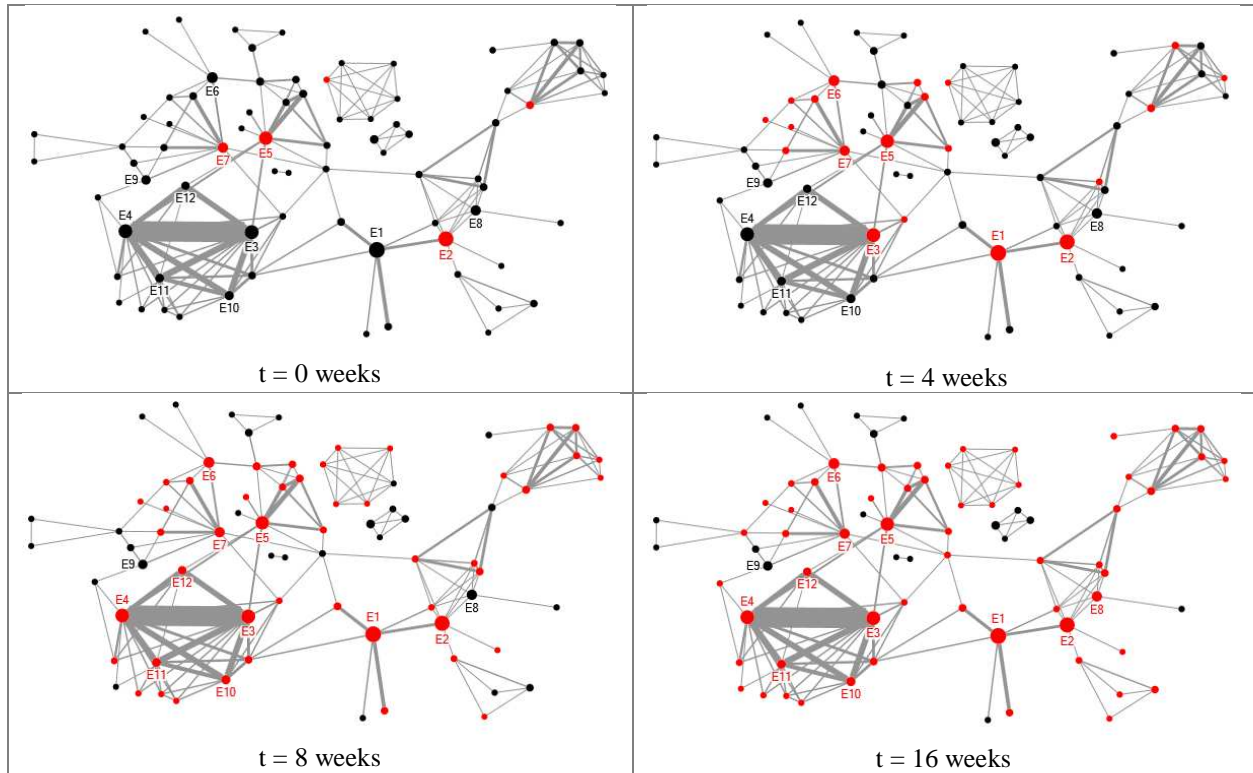 E6
E7
E5
E9
E12
E4
E3
E8
E1
E2
E11
E10
t = 0 weeks
E6
E7
E5
E9
E12
E4
E3
E8
E1
E2
E11
E10
t = 4 weeks
E6
E7
E5
E9
E12
E4
E3
E8
E1
E2
E11
E10
t = 8 weeks
E6
E7
E5
E9
E12
E4
E3
E8
E1
E2
E11
E10
t = 16 weeks